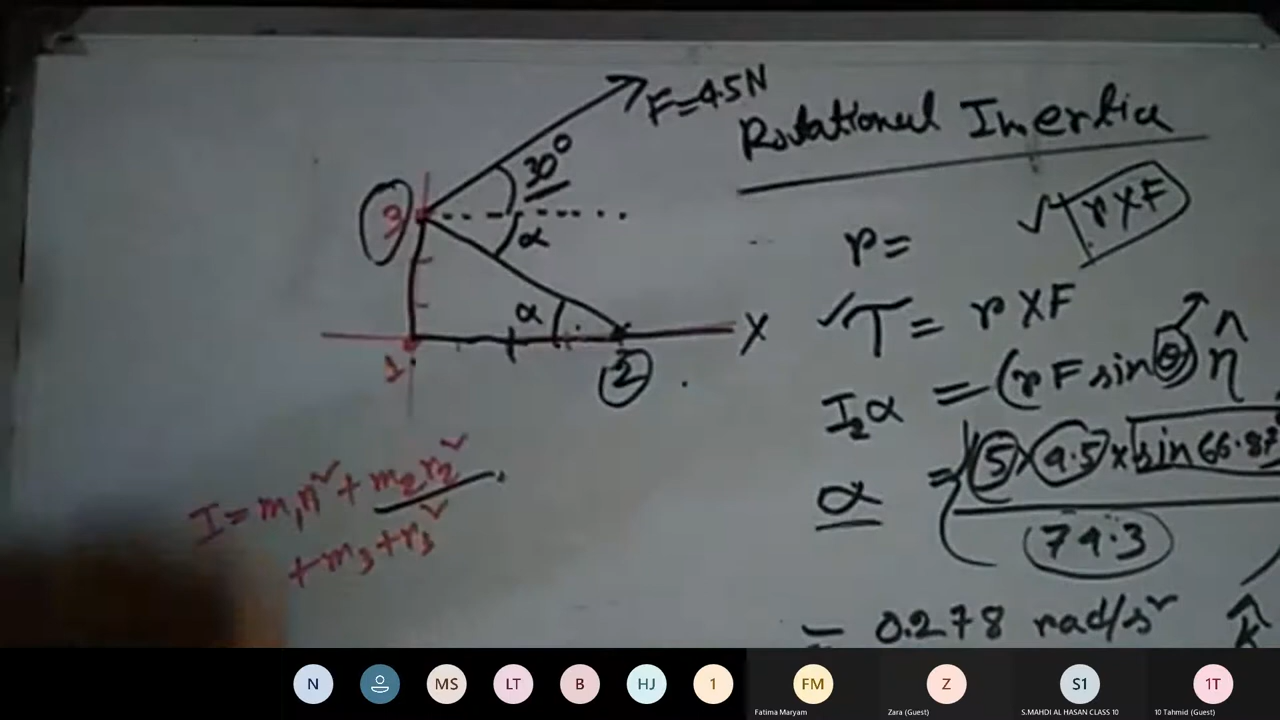 F=4.5N
Rotational Inertia
30°
3
α
r×F
r=
α
X
τ = r×F
1
2
I₂α = (rF sin θ) n̂
I = m₁r₁² + m₂r₂²
+ m₃+r₃²
α = 5×4.5×sin 66.87
74.3
= 0.278 rad/s² k̂
N
MS
LT
B
HJ
1
FM
Z
S1
1T
Fatima Maryam
Zara (Guest)
S.MAHDI AL HASAN CLASS 10
10 Tahmid (Guest)